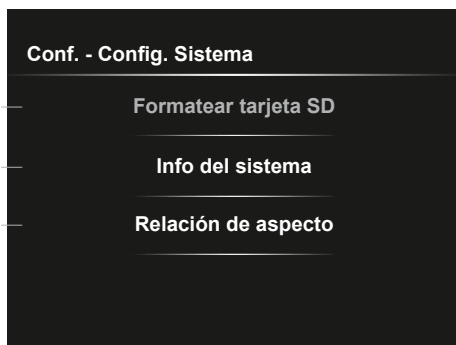 Conf. - Config. Sistema
Formatear tarjeta SD
Info del sistema
Relación de aspecto